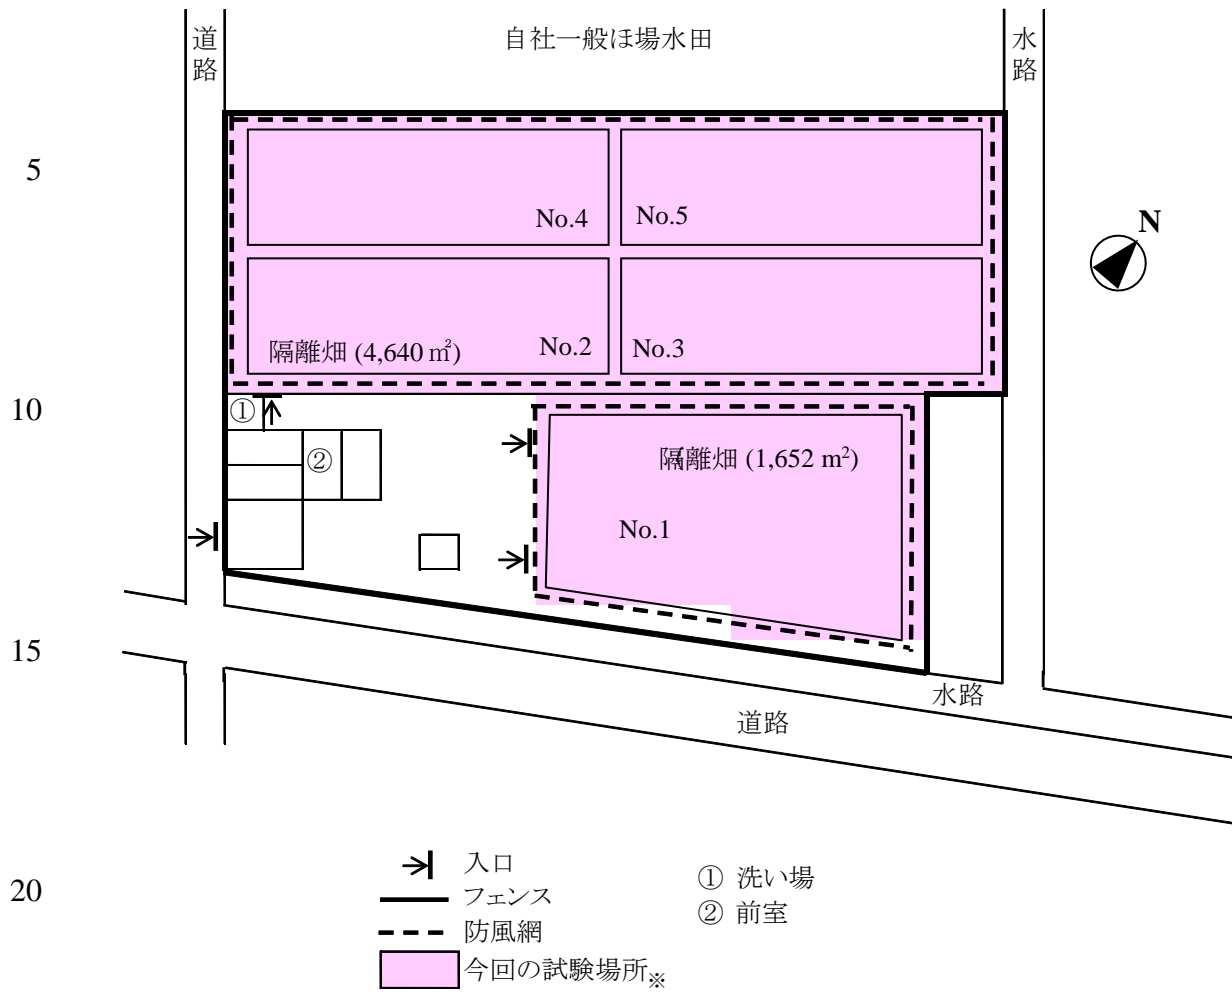 道路
自社一般ほ場水田
水路
5
No.4
No.5
N
隔離畑 (4,640 ㎡)
No.2
No.3
10
①
②
隔離畑 (1,652 m²)
No.1
15
水路
道路
入口
① 洗い場
20
フェンス
② 前室
防風網
今回の試験場所※